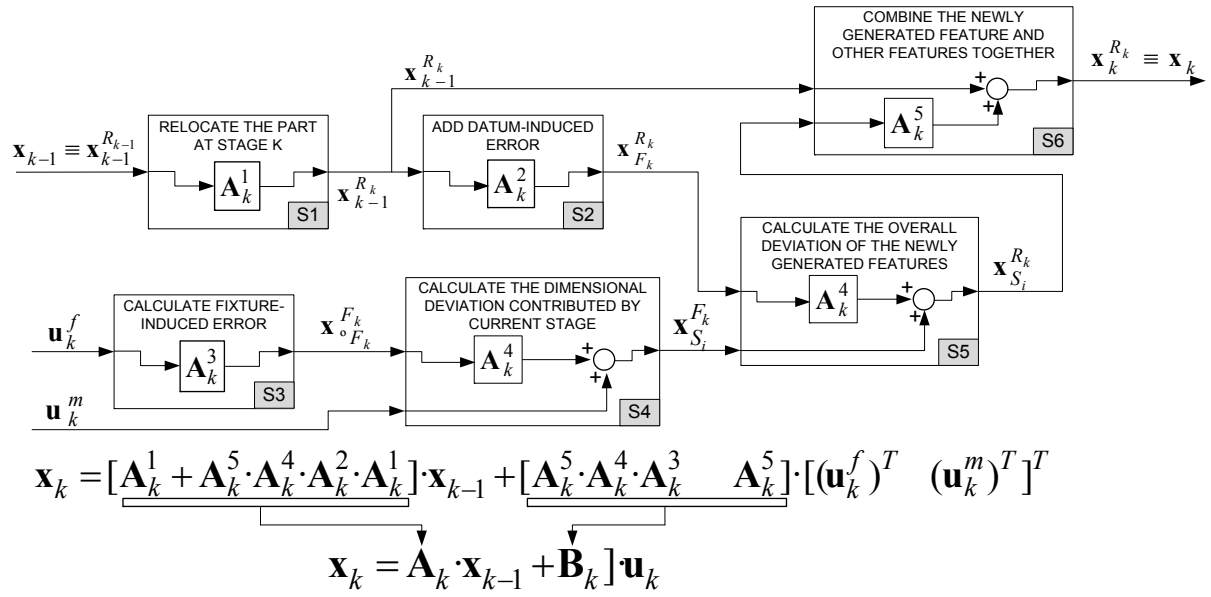 COMBINE THE NEWLY
GENERATED FEATURE AND
OTHER FEATURES TOGETHER
x_{k-1}^{R_k}
+
+
x_k^{R_k} ≡ x_k
A_k^5
S6
RELOCATE THE PART
AT STAGE K
x_{k-1} ≡ x_{k-1}^{R_{k-1}}
A_k^1
S1
x_{k-1}^{R_k}
ADD DATUM-INDUCED
ERROR
A_k^2
S2
x_{F_k}^{R_k}
CALCULATE THE OVERALL
DEVIATION OF THE NEWLY
GENERATED FEATURES
A_k^4
+
+
S5
x_{S_i}^{R_k}
CALCULATE FIXTURE-
INDUCED ERROR
u_k^f
A_k^3
S3
x_{°F_k}^{F_k}
CALCULATE THE DIMENSIONAL
DEVIATION CONTRIBUTED BY
CURRENT STAGE
A_k^4
+
+
S4
x_{S_i}^{F_k}
u_k^m
x_k = [A_k^1 + A_k^5·A_k^4·A_k^2·A_k^1]·x_{k-1} + [A_k^5·A_k^4·A_k^3 A_k^5]·[(u_k^f)^T (u_k^m)^T]^T
x_k = A_k·x_{k-1} + B_k]·u_k